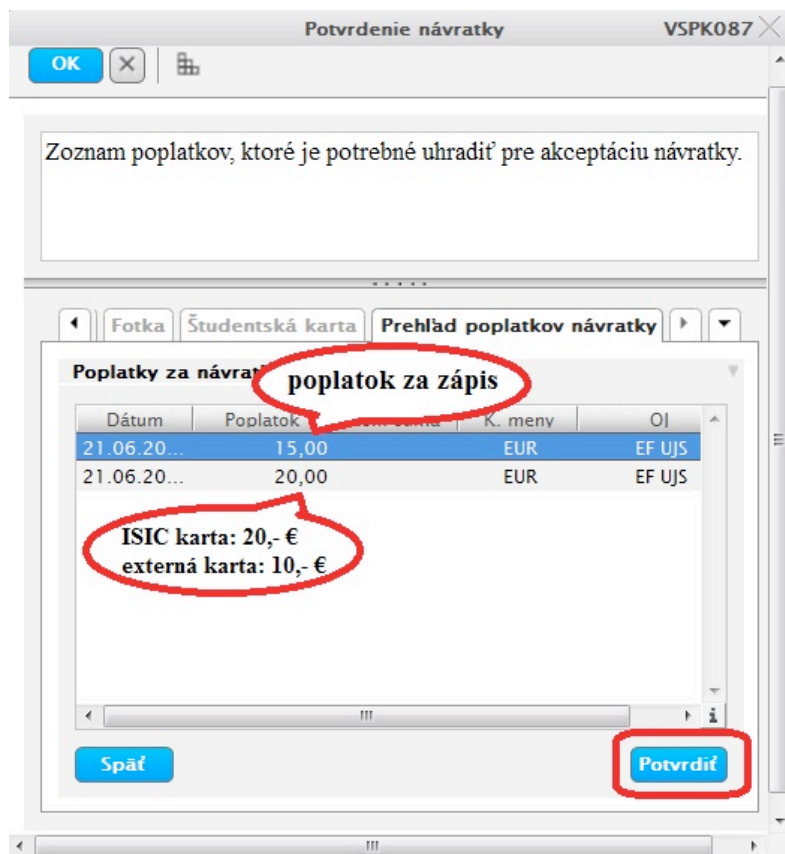 Potvrdenie návratky VSPK087
OK
Zoznam poplatkov, ktoré je potrebné uhradiť pre akceptáciu návratky.
Fotka Študentská karta Prehľad poplatkov návratky
Poplatky za
poplatok za zápis
Dátum Poplatok K. meny OJ
21.06.20... 15,00 EUR EF UJS
21.06.20... 20,00 EUR EF UJS
ISIC karta: 20,- €
externá karta: 10,- €
i
Späť Potvrdiť